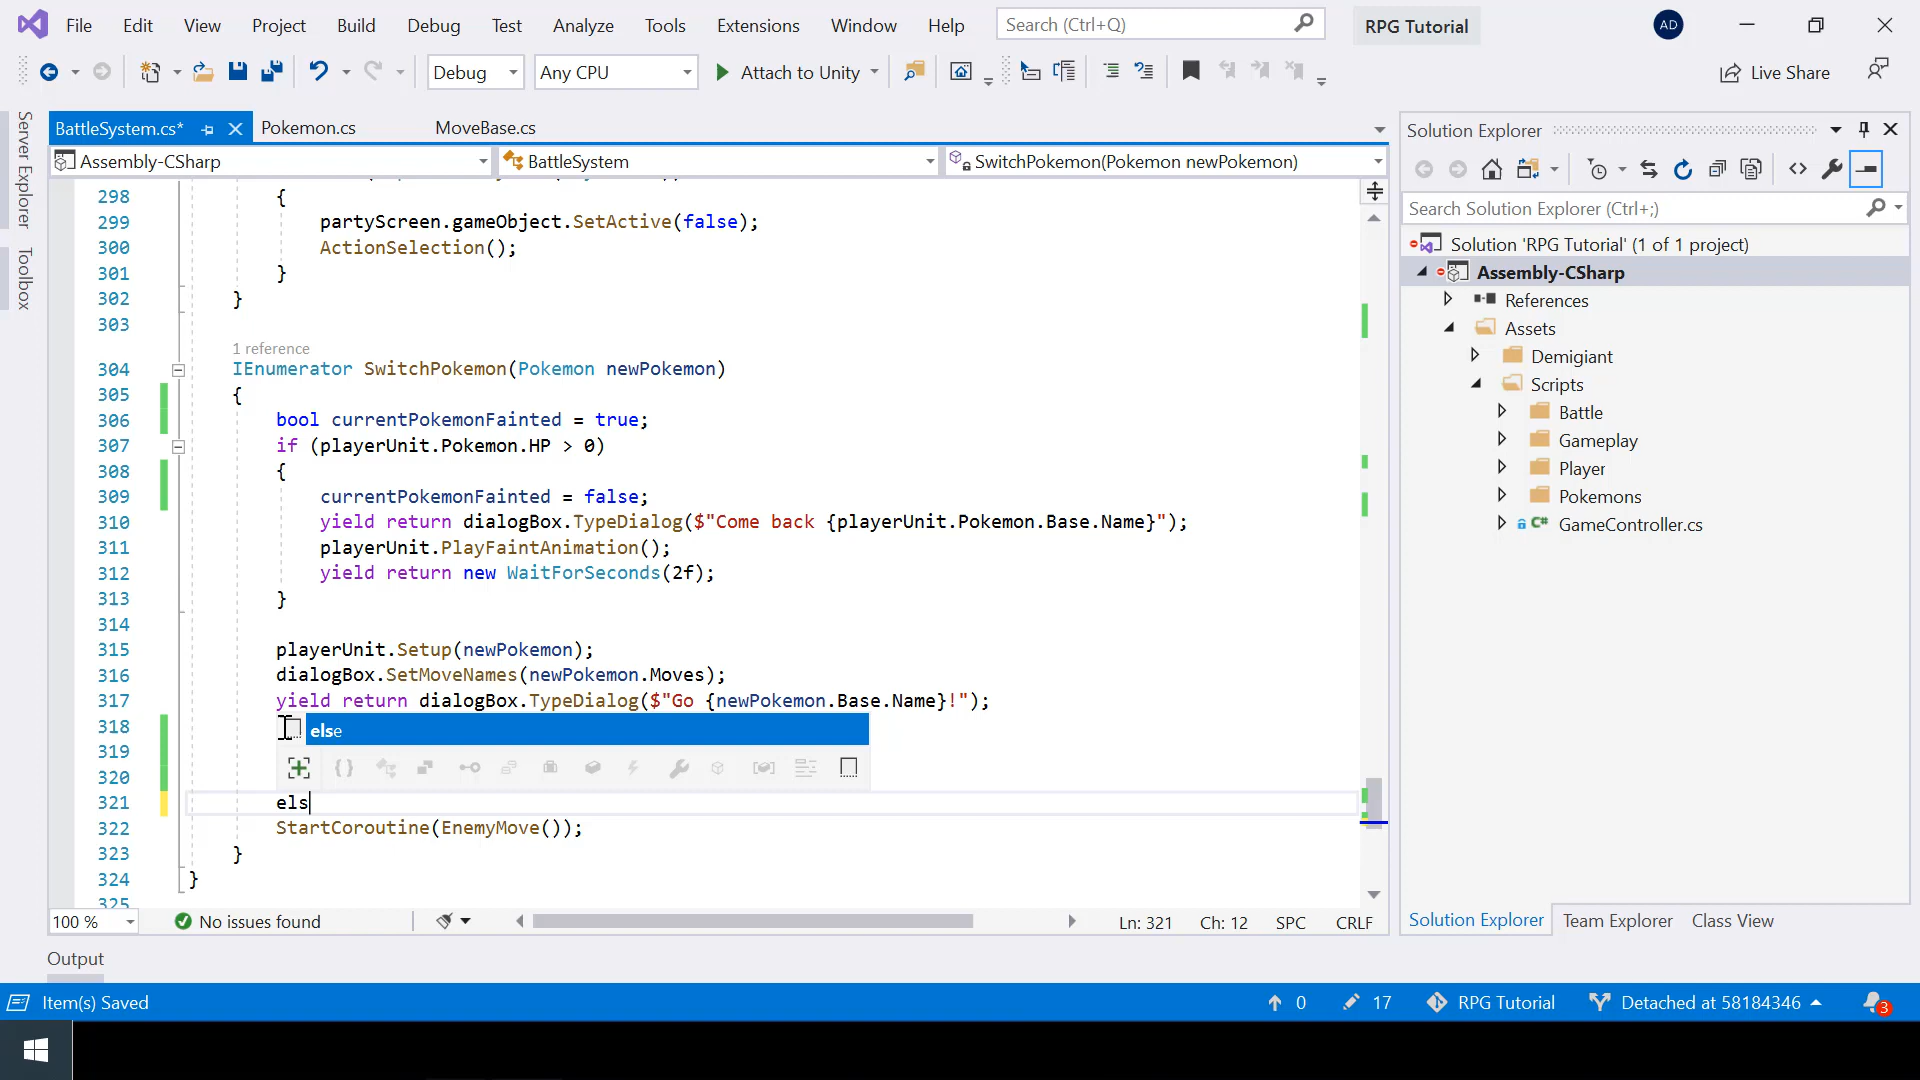 File Edit View Project Build Debug Test Analyze Tools Extensions Window Help Search (Ctrl+Q) RPG Tutorial AD
Debug Any CPU Attach to Unity Live Share
Server Explorer
Toolbox
BattleSystem.cs* Pokemon.cs MoveBase.cs
Assembly-CSharp BattleSystem SwitchPokemon(Pokemon newPokemon)
298 {
299 partyScreen.gameObject.SetActive(false);
300 ActionSelection();
301 }
302 }
303
1 reference
304 IEnumerator SwitchPokemon(Pokemon newPokemon)
305 {
306 bool currentPokemonFainted = true;
307 if (playerUnit.Pokemon.HP > 0)
308 {
309 currentPokemonFainted = false;
310 yield return dialogBox.TypeDialog($"Come back {playerUnit.Pokemon.Base.Name}");
311 playerUnit.PlayFaintAnimation();
312 yield return new WaitForSeconds(2f);
313 }
314
315 playerUnit.Setup(newPokemon);
316 dialogBox.SetMoveNames(newPokemon.Moves);
317 yield return dialogBox.TypeDialog($"Go {newPokemon.Base.Name}!");
318
else
319
320
321 els
322 StartCoroutine(EnemyMove());
323 }
324 }
325
100 % No issues found Ln: 321 Ch: 12 SPC CRLF
Output
Solution Explorer
Search Solution Explorer (Ctrl+;)
Solution 'RPG Tutorial' (1 of 1 project)
Assembly-CSharp
References
Assets
Demigiant
Scripts
Battle
Gameplay
Player
Pokemons
C# GameController.cs
Solution Explorer Team Explorer Class View
Item(s) Saved 0 17 RPG Tutorial Detached at 58184346 3